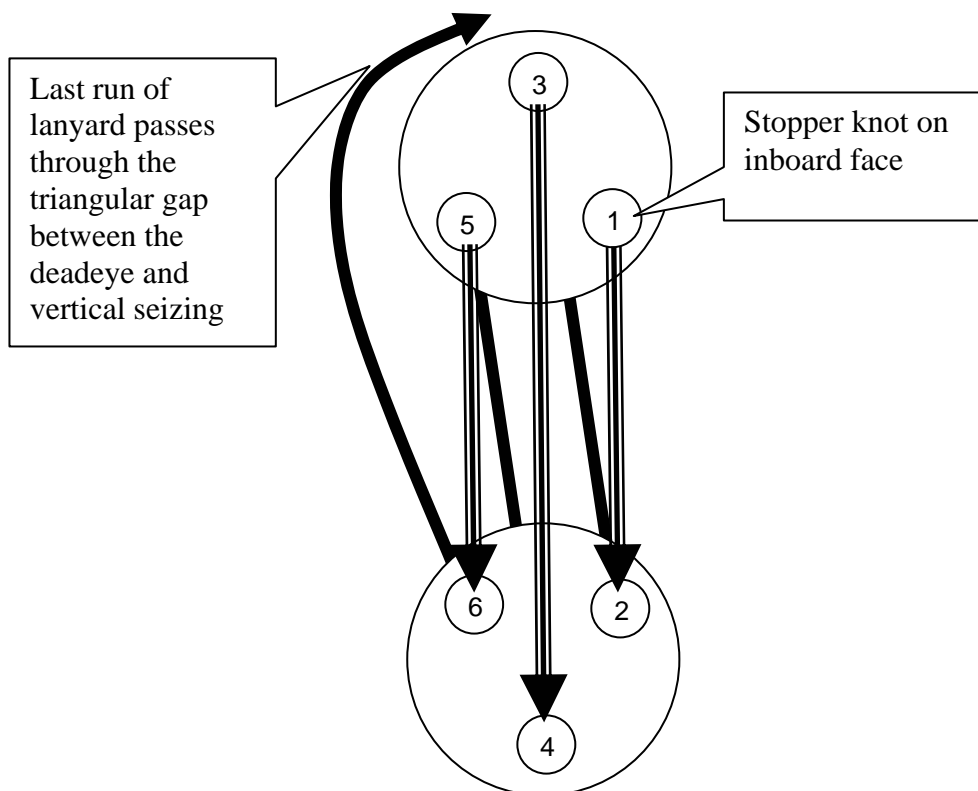 Last run of
lanyard passes
through the
triangular gap
between the
deadeye and
vertical seizing
3
Stopper knot on
inboard face
5
1
6
2
4